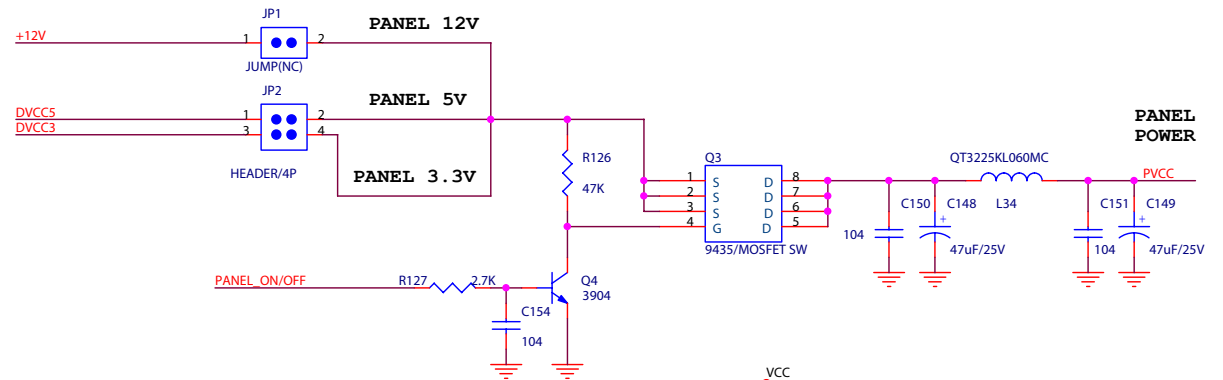 JP1
PANEL 12V
+12V
1 2
JUMP(NC)
JP2
PANEL 5V
DVCC5
1 2
DVCC3
3 4
HEADER/4P
PANEL 3.3V
PANEL
POWER
R126
47K
Q3
QT3225KL060MC
1 S D 8
2 S D 7
3 S D 6
4 G D 5
9435/MOSFET SW
PVCC
C150 C148
L34
C151 C149
104
+
47uF/25V
104
+
47uF/25V
PANEL_ON/OFF
R127 2.7K
Q4
3904
C154
104
VCC